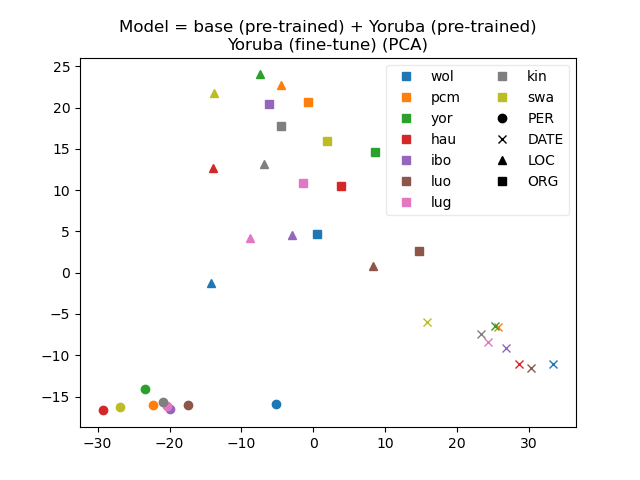 Model = base (pre-trained) + Yoruba (pre-trained)
Yoruba (fine-tune) (PCA)
25
20
15
10
5
0
−5
−10
−15
−30
−20
−10
0
10
20
30
wol
pcm
yor
hau
ibo
luo
lug
kin
swa
PER
DATE
LOC
ORG